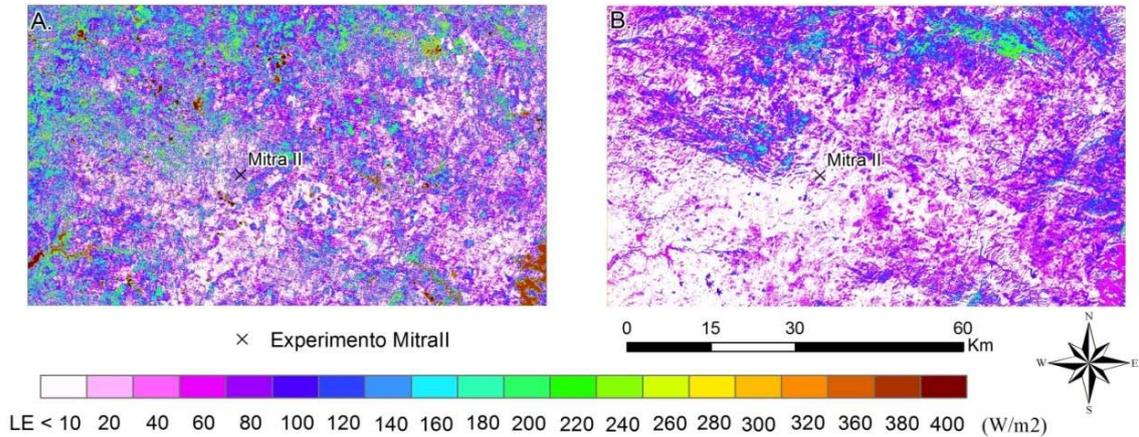 A.
B.
Mitra II
Mitra II
× Experimento MitraII
0 15 30 60
Km
N
W E
S
LE < 10 20 40 60 80 100 120 140 160 180 200 220 240 260 280 300 320 360 380 400 (W/m2)